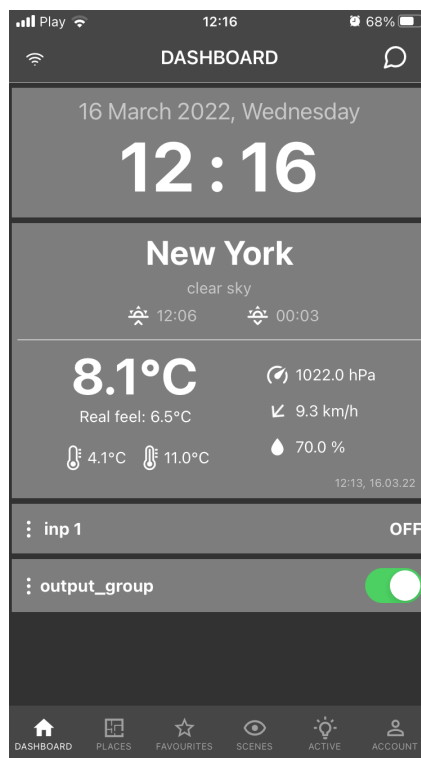 Play 12:16 68%
DASHBOARD
16 March 2022, Wednesday
12 : 16
New York
clear sky
12:06 00:03
8.1°C
Real feel: 6.5°C
4.1°C 11.0°C
1022.0 hPa
9.3 km/h
70.0 %
12:13, 16.03.22
inp 1 OFF
output_group
DASHBOARD PLACES FAVOURITES SCENES ACTIVE ACCOUNT